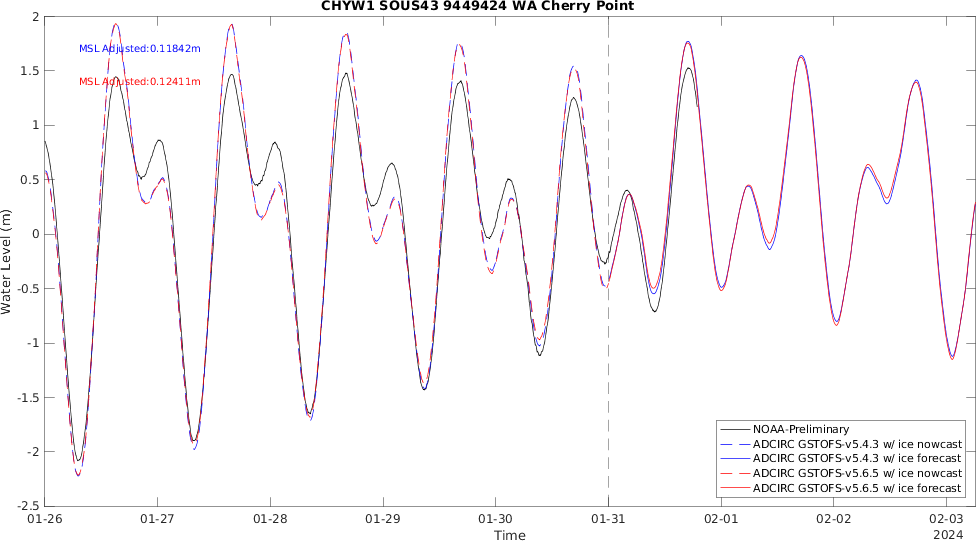 CHYW1 SOUS43 9449424 WA Cherry Point
MSL Adjusted:0.11842m
MSL Adjusted:0.12411m
Water Level (m)
2
1.5
1
0.5
0
-0.5
-1
-1.5
-2
-2.5
NOAA-Preliminary
ADCIRC GSTOFS-v5.4.3 w/ ice nowcast
ADCIRC GSTOFS-v5.4.3 w/ ice forecast
ADCIRC GSTOFS-v5.6.5 w/ ice nowcast
ADCIRC GSTOFS-v5.6.5 w/ ice forecast
01-26 01-27 01-28 01-29 01-30 01-31 02-01 02-02 02-03
Time
2024